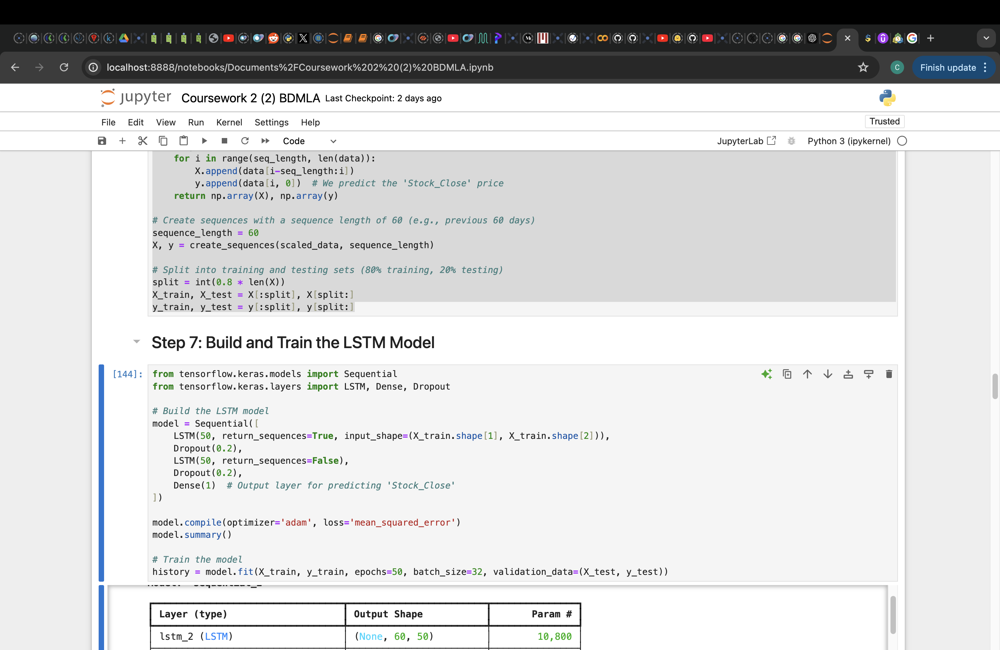 localhost:8888/notebooks/Documents%2FCoursework%202%20(2)%20BDMLA.ipynb
C
Finish update
jupyter Coursework 2 (2) BDMLA Last Checkpoint: 2 days ago
File Edit View Run Kernel Settings Help
Trusted
Code
JupyterLab
Python 3 (ipykernel)
for i in range(seq_length, len(data)):
X.append(data[i-seq_length:i])
y.append(data[i, 0]) # We predict the 'Stock_Close' price
return np.array(X), np.array(y)
# Create sequences with a sequence length of 60 (e.g., previous 60 days)
sequence_length = 60
X, y = create_sequences(scaled_data, sequence_length)
# Split into training and testing sets (80% training, 20% testing)
split = int(0.8 * len(X))
X_train, X_test = X[:split], X[split:]
y_train, y_test = y[:split], y[split:]
Step 7: Build and Train the LSTM Model
[144]:
from tensorflow.keras.models import Sequential
from tensorflow.keras.layers import LSTM, Dense, Dropout
# Build the LSTM model
model = Sequential([
LSTM(50, return_sequences=True, input_shape=(X_train.shape[1], X_train.shape[2])),
Dropout(0.2),
LSTM(50, return_sequences=False),
Dropout(0.2),
Dense(1) # Output layer for predicting 'Stock_Close'
])
model.compile(optimizer='adam', loss='mean_squared_error')
model.summary()
# Train the model
history = model.fit(X_train, y_train, epochs=50, batch_size=32, validation_data=(X_test, y_test))
Layer (type) Output Shape Param #
lstm_2 (LSTM) (None, 60, 50) 10,800